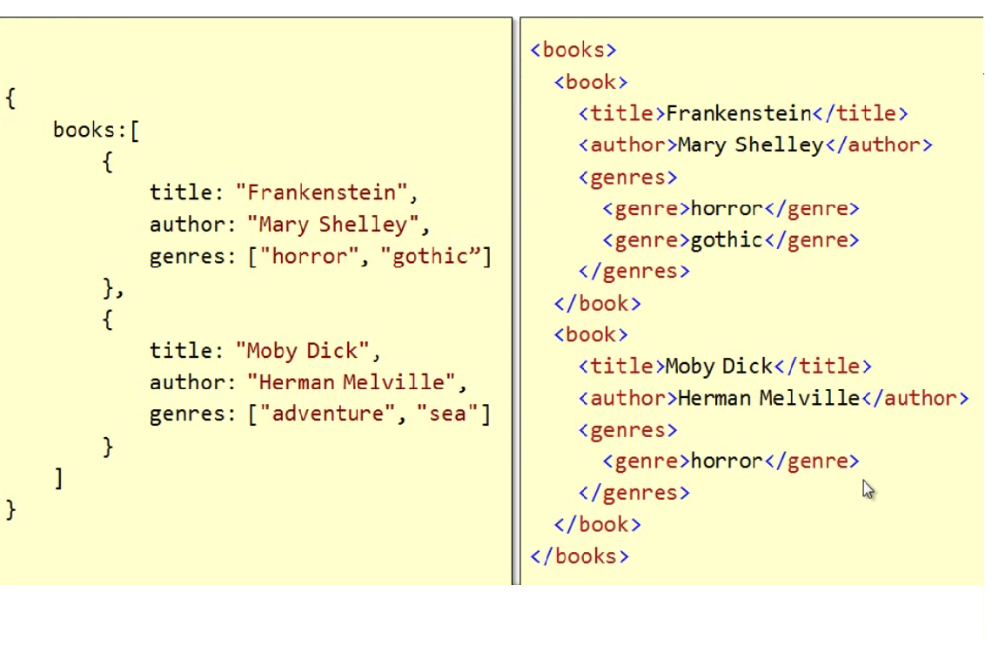 {
books:[
{
title: "Frankenstein",
author: "Mary Shelley",
genres: ["horror", "gothic”]
},
{
title: "Moby Dick",
author: "Herman Melville",
genres: ["adventure", "sea"]
}
]
}
<books>
<book>
<title>Frankenstein</title>
<author>Mary Shelley</author>
<genres>
<genre>horror</genre>
<genre>gothic</genre>
</genres>
</book>
<book>
<title>Moby Dick</title>
<author>Herman Melville</author>
<genres>
<genre>horror</genre>
</genres>
</book>
</books>